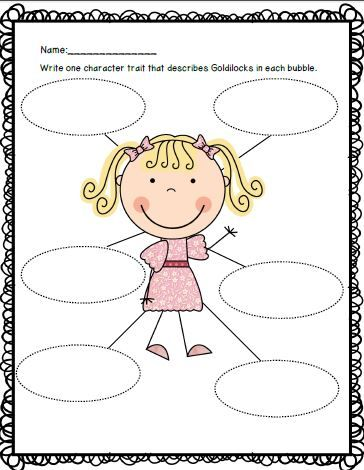 Name:_______________
Write one character trait that describes Goldilocks in each bubble.